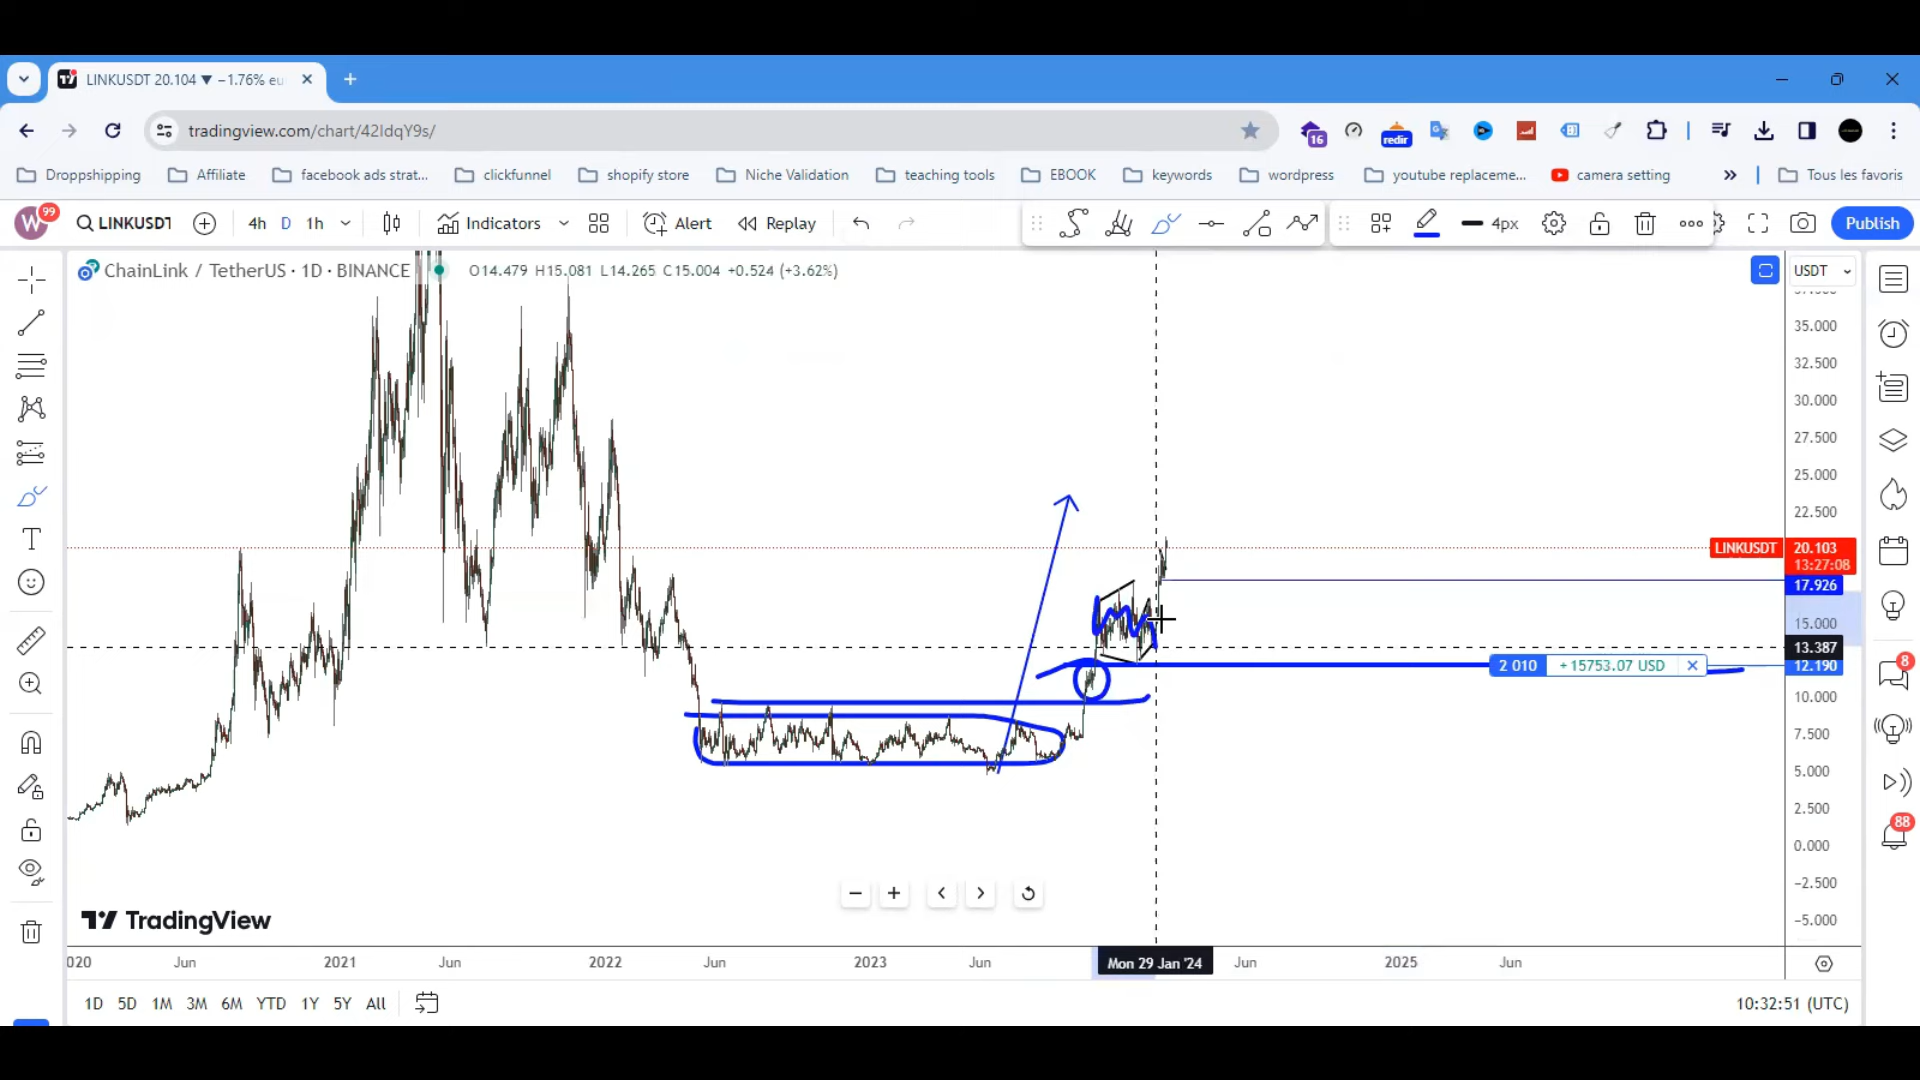 LINKUSDT 20.104 ▼ −1.76% eu
tradingview.com/chart/42IdqY9s/
16
redir
Droppshipping
Affiliate
facebook ads strat...
clickfunnel
shopify store
Niche Validation
teaching tools
EBOOK
keywords
wordpress
youtube replaceme...
camera setting
Tous les favoris
W
99
LINKUSDT
4h
D
1h
Indicators
Alert
Replay
4px
Publish
ChainLink / TetherUS · 1D · BINANCE
O14.479 H15.081 L14.265 C15.004 +0.524 (+3.62%)
USDT
35.000
32.500
30.000
27.500
25.000
22.500
LINKUSDT
20.103
13:27:08
17.926
15.000
13.387
12.190
2 010
+15753.07 USD
10.000
7.500
5.000
2.500
0.000
−2.500
−5.000
8
88
TradingView
020
Jun
2021
Jun
2022
Jun
2023
Jun
Mon 29 Jan '24
Jun
2025
Jun
1D
5D
1M
3M
6M
YTD
1Y
5Y
All
10:32:51 (UTC)